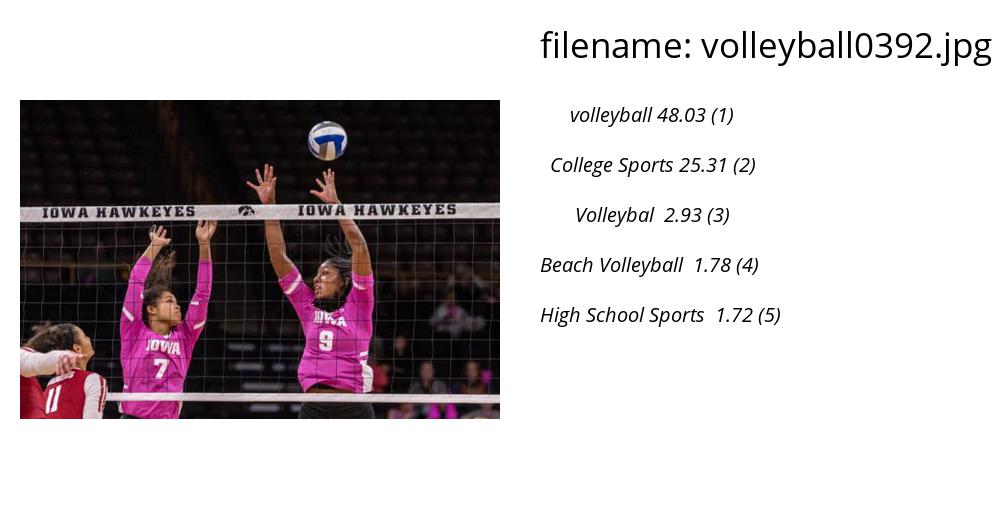 filename: volleyball0392.jpg
volleyball 48.03 (1)
College Sports 25.31 (2)
Volleybal 2.93 (3)
Beach Volleyball 1.78 (4)
High School Sports 1.72 (5)
IOWA HAWKEYES IOWA HAWKEYES
IOWA
9
IOWA
7
11